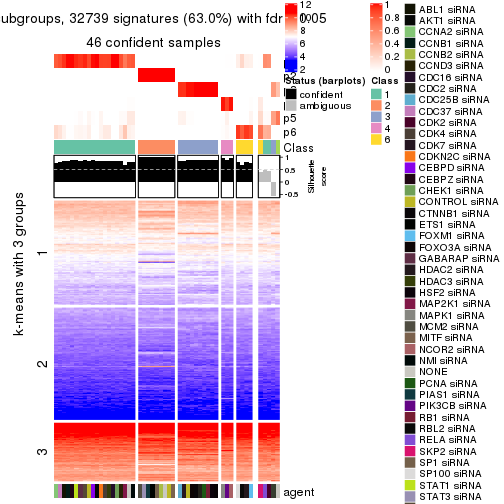 ubgroups, 32739 signatures (63.0%) with fdr 0.05
46 confident samples
p5
p6
Class
1
0.5
0
-0.5
Silhouette
score
k-means with 3 groups
1
2
3
agent
12
10
8
6
4
2
1
0.8
0.6
0.4
0.2
0
Status (barplots)
confident
ambiguous
Class
1
2
3
4
6
ABL1 siRNA
AKT1 siRNA
CCNA2 siRNA
CCNB1 siRNA
CCNB2 siRNA
CCND3 siRNA
CDC16 siRNA
CDC2 siRNA
CDC25B siRNA
CDC37 siRNA
CDK2 siRNA
CDK4 siRNA
CDK7 siRNA
CDKN2C siRNA
CEBPD siRNA
CEBPZ siRNA
CHEK1 siRNA
CONTROL siRNA
CTNNB1 siRNA
ETS1 siRNA
FOXM1 siRNA
FOXO3A siRNA
GABARAP siRNA
HDAC2 siRNA
HDAC3 siRNA
HSF2 siRNA
MAP2K1 siRNA
MAPK1 siRNA
MCM2 siRNA
MITF siRNA
NCOR2 siRNA
NMI siRNA
NONE
PCNA siRNA
PIAS1 siRNA
PIK3CB siRNA
RB1 siRNA
RBL2 siRNA
RELA siRNA
SKP2 siRNA
SP1 siRNA
SP100 siRNA
STAT1 siRNA
STAT3 siRNA